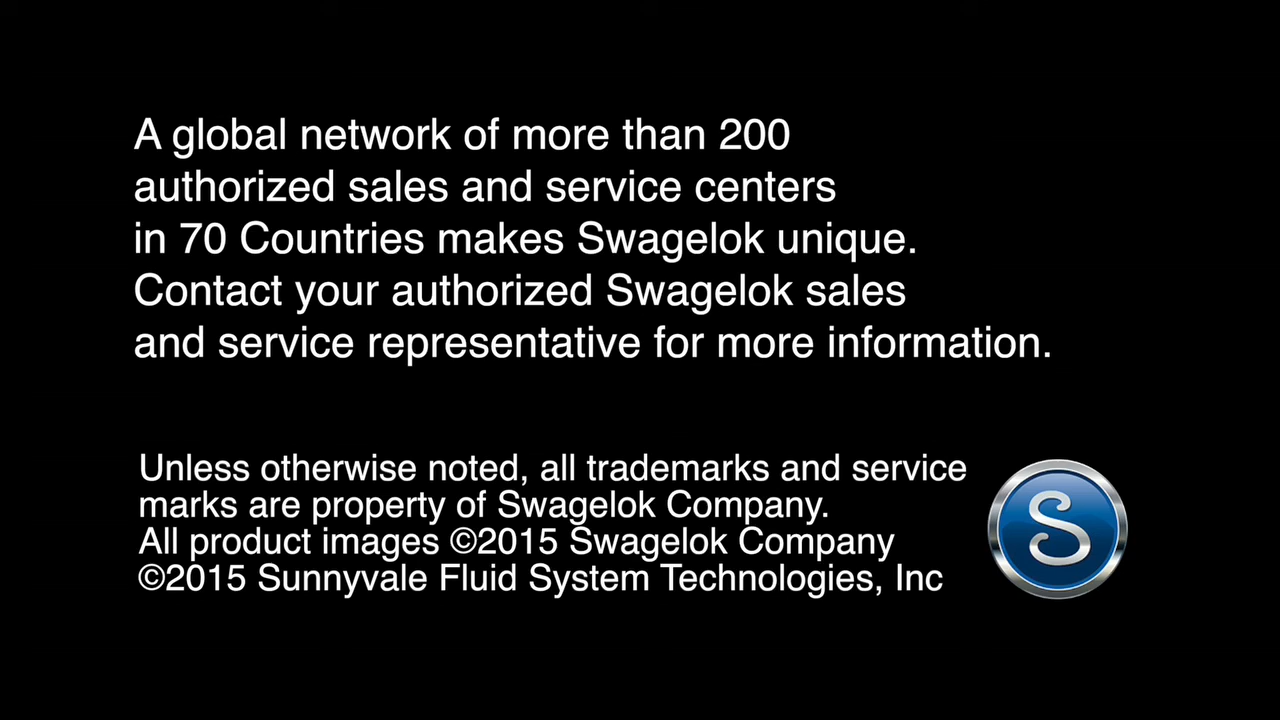 A global network of more than 200
authorized sales and service centers
in 70 Countries makes Swagelok unique.
Contact your authorized Swagelok sales
and service representative for more information.
Unless otherwise noted, all trademarks and service
marks are property of Swagelok Company.
All product images ©2015 Swagelok Company
©2015 Sunnyvale Fluid System Technologies, Inc
S